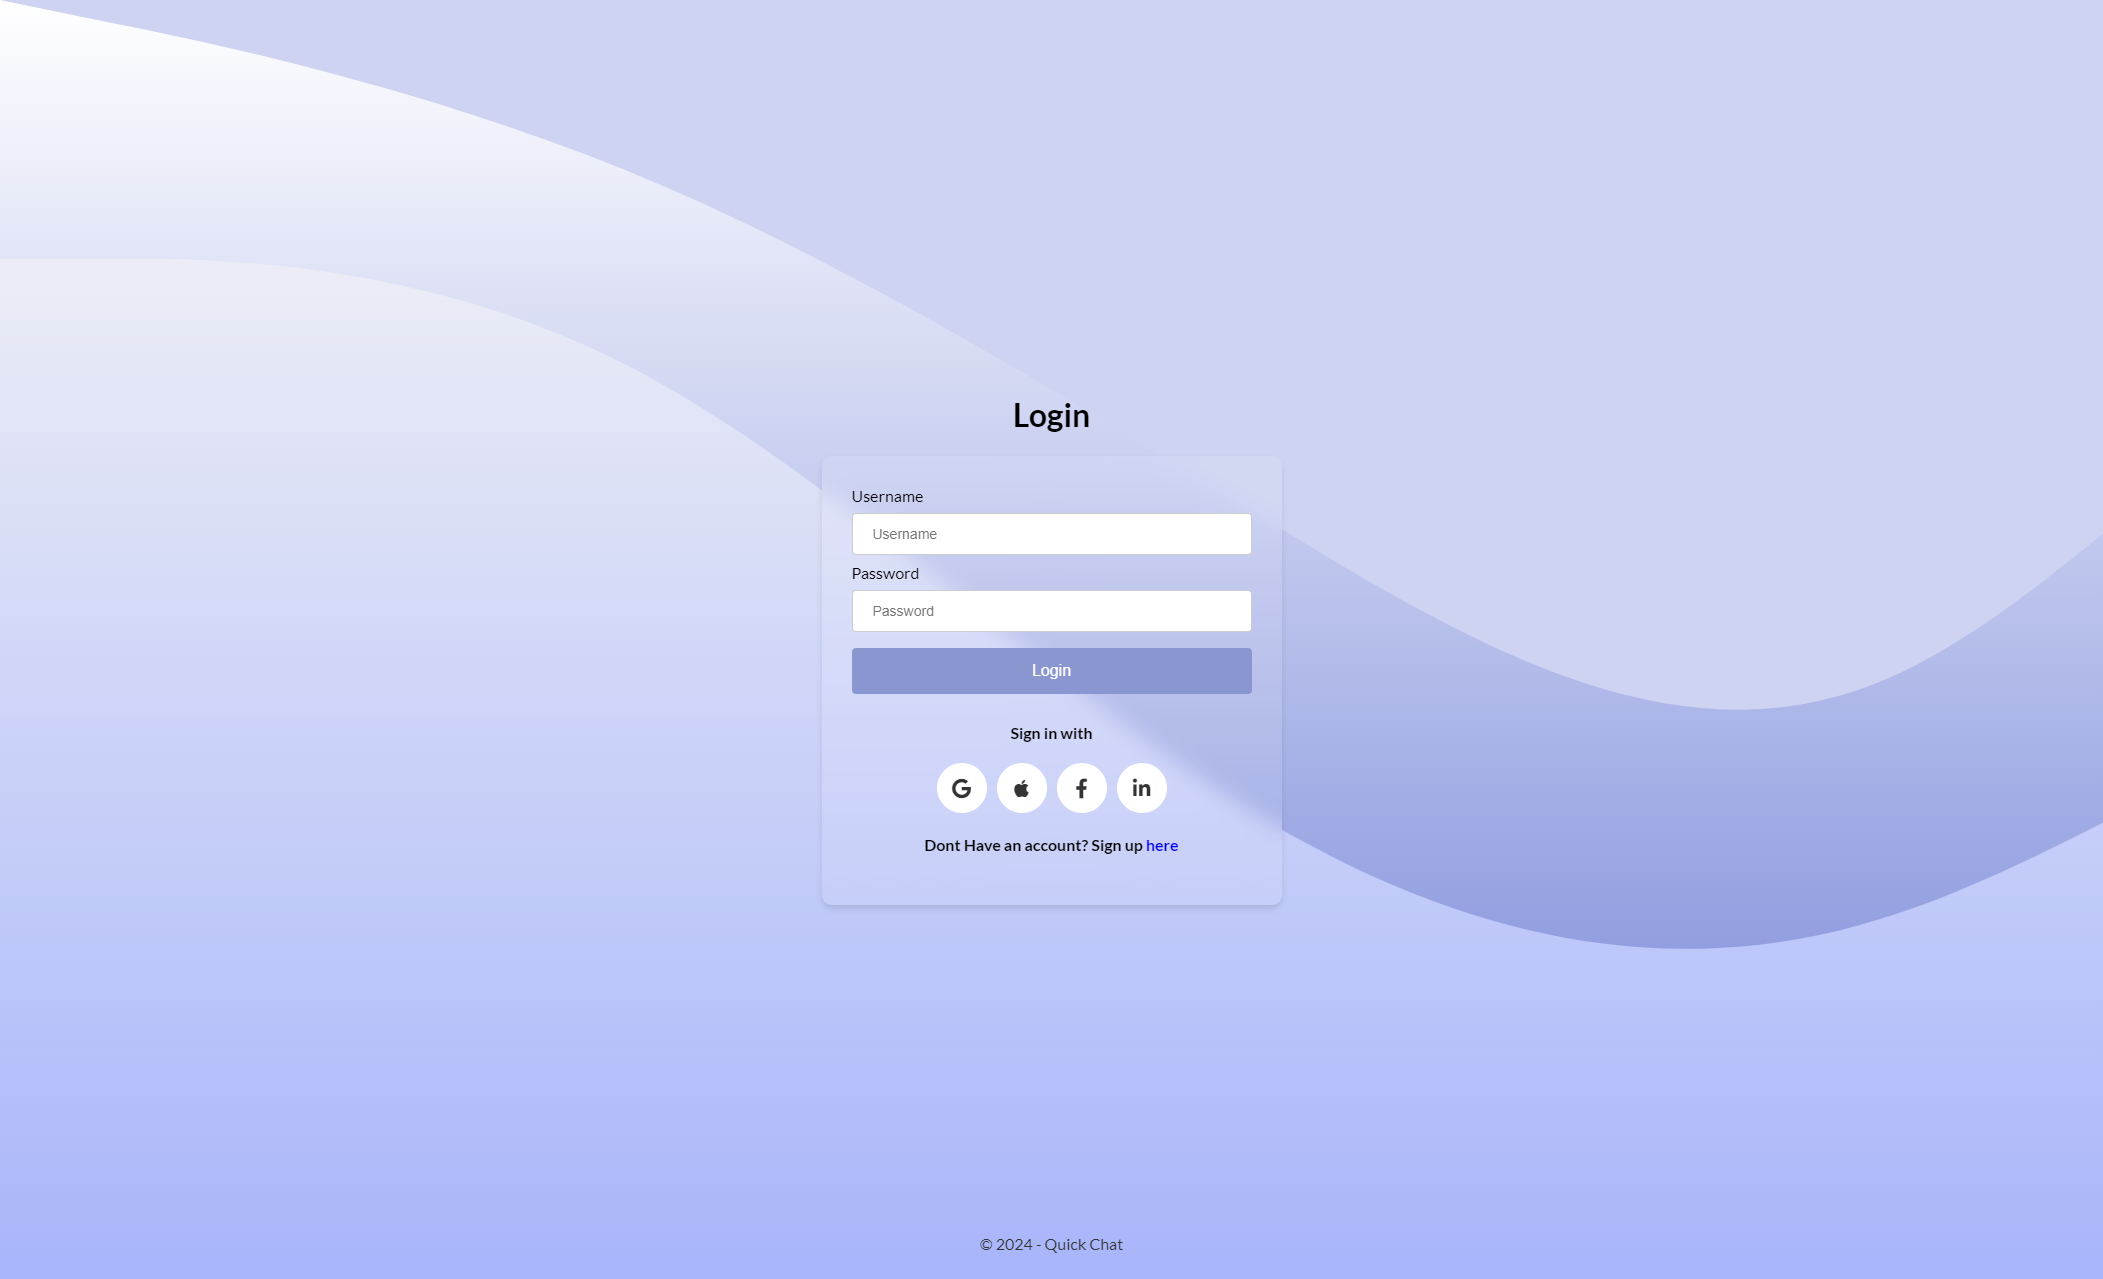 Login
Username
Username
Password
Password
Login
Sign in with
Dont Have an account? Sign up here
© 2024 - Quick Chat